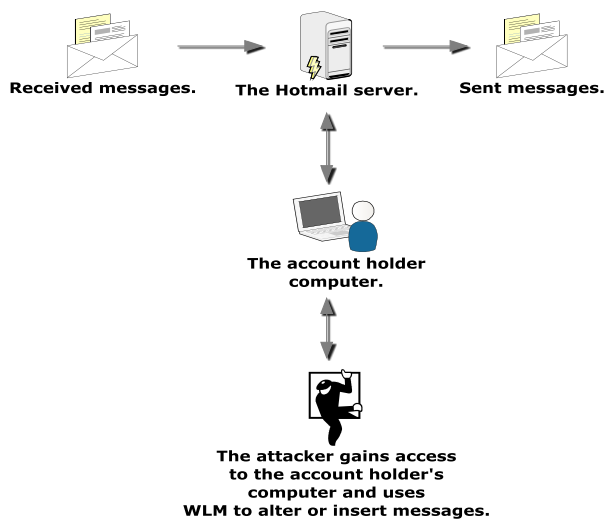 Received messages.
The Hotmail server.
Sent messages.
The account holder
computer.
The attacker gains access
to the account holder's
computer and uses
WLM to alter or insert messages.